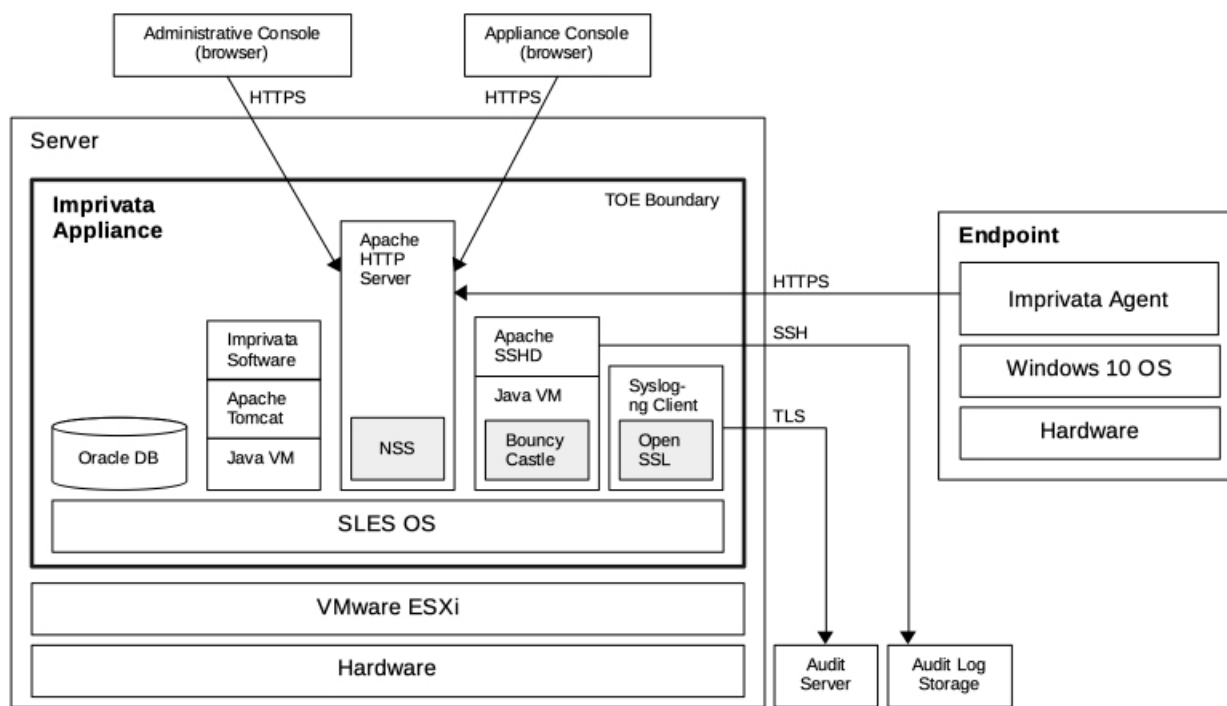 Administrative Console
(browser)
Appliance Console
(browser)
HTTPS
HTTPS
Server
Imprivata
Appliance
TOE Boundary
Apache
HTTP
Server
Endpoint
Imprivata Agent
Windows 10 OS
Hardware
HTTPS
SSH
TLS
Imprivata
Software
Apache
Tomcat
Java VM
Oracle DB
NSS
Apache
SSHD
Java VM
Bouncy
Castle
Syslog-
ng Client
Open
SSL
SLES OS
VMware ESXi
Hardware
Audit
Server
Audit Log
Storage